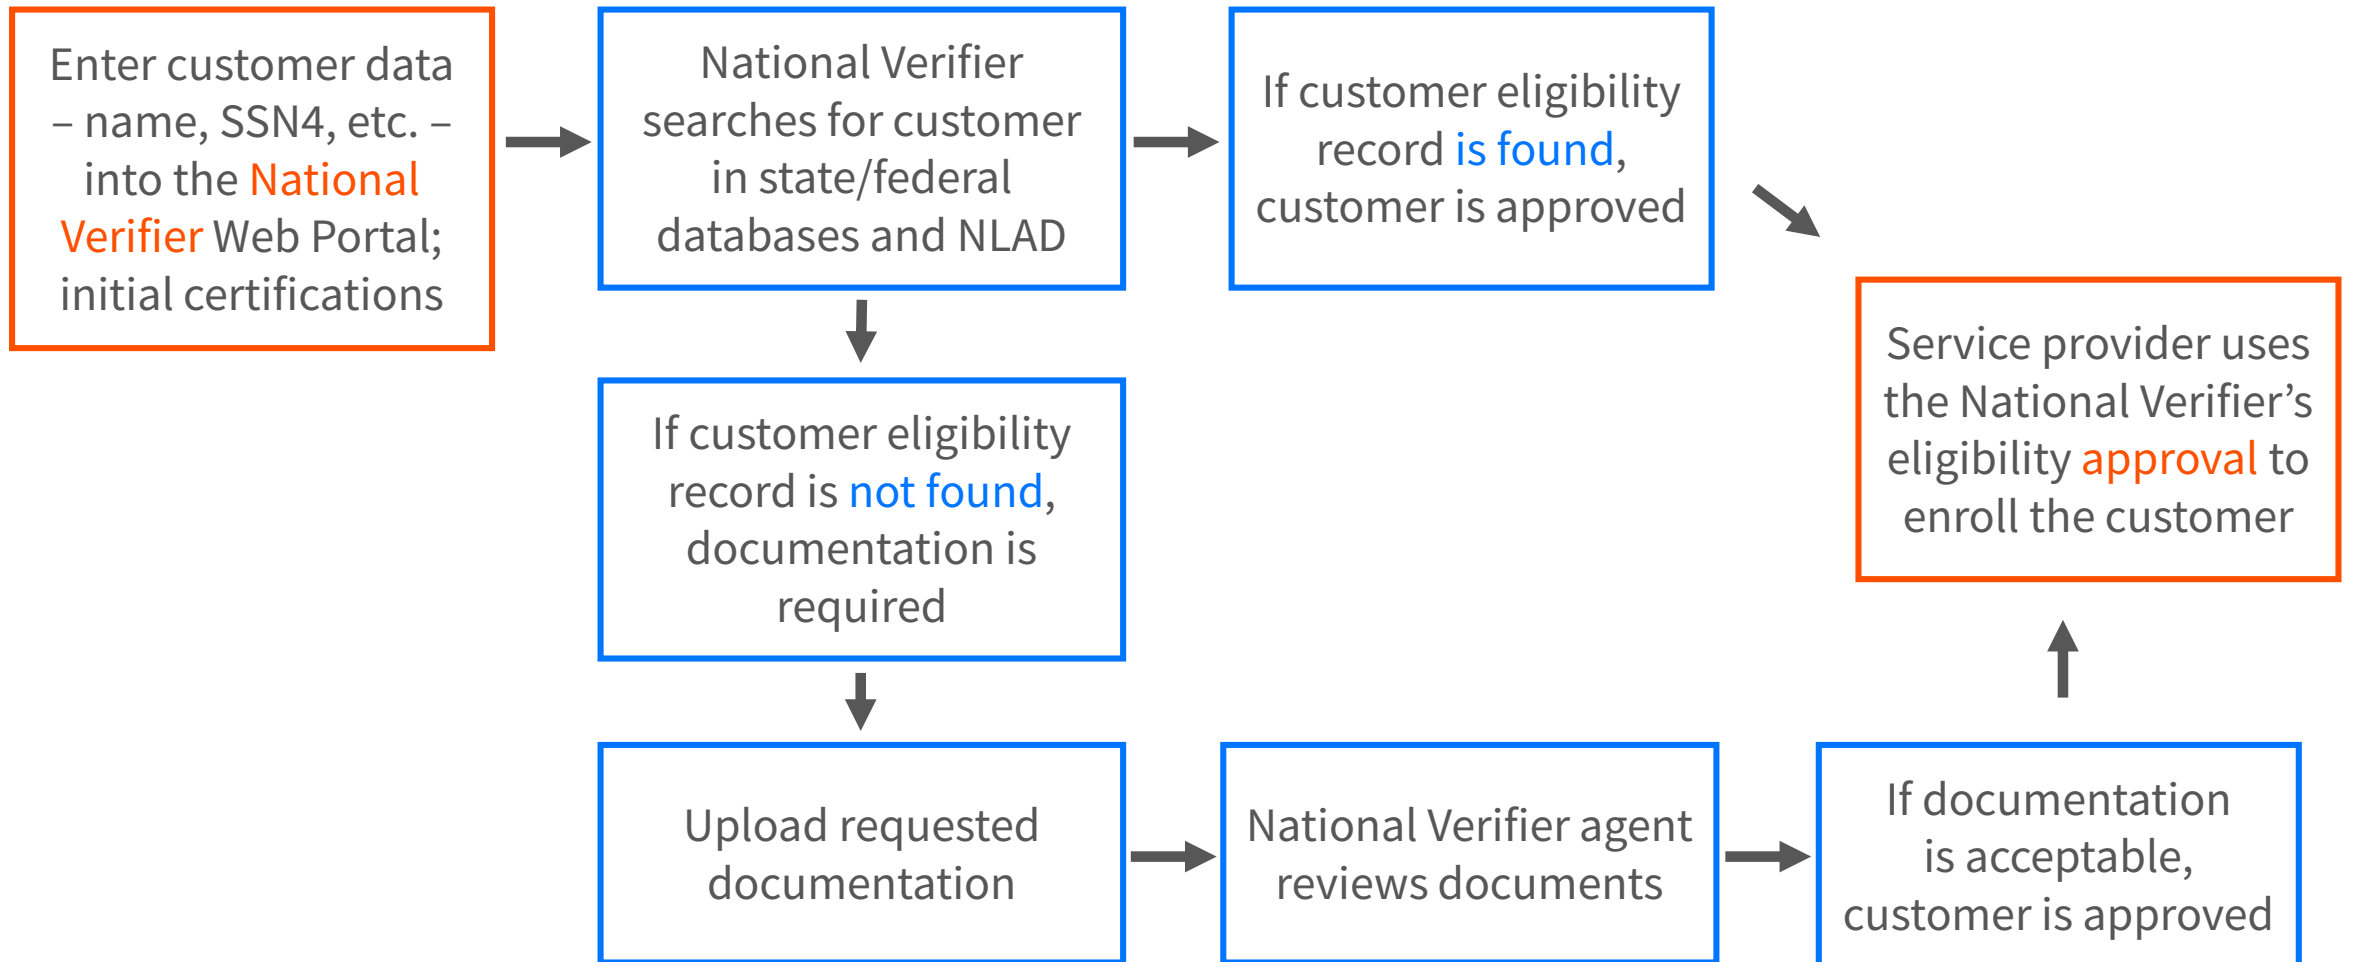 Enter customer data
– name, SSN4, etc. –
into the National
Verifier Web Portal;
initial certifications
National Verifier
searches for customer
in state/federal
databases and NLAD
If customer eligibility
record is found,
customer is approved
If customer eligibility
record is not found,
documentation is
required
Upload requested
documentation
National Verifier agent
reviews documents
If documentation
is acceptable,
customer is approved
Service provider uses
the National Verifier’s
eligibility approval to
enroll the customer